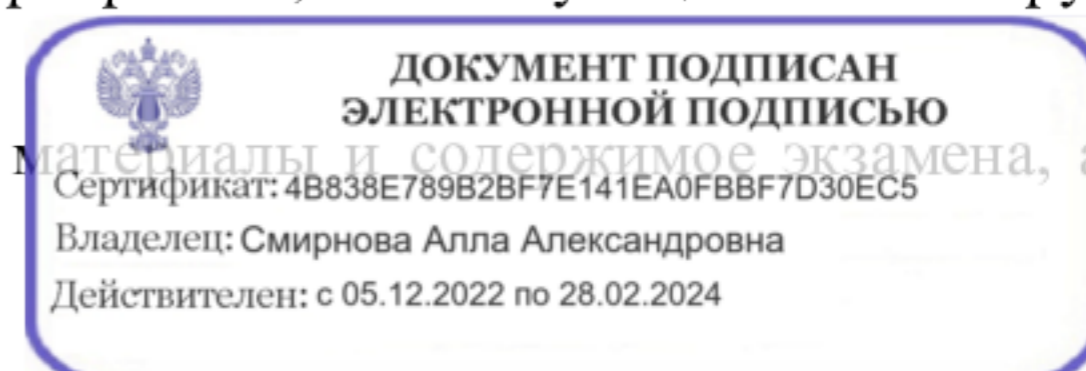 ДОКУМЕНТ ПОДПИСАН
ЭЛЕКТРОННОЙ ПОДПИСЬЮ
материалы и содержимое экзамена,
Сертификат: 4B838E789B2BF7E141EA0FBBF7D30EC5
Владелец: Смирнова Алла Александровна
Действителен: с 05.12.2022 по 28.02.2024